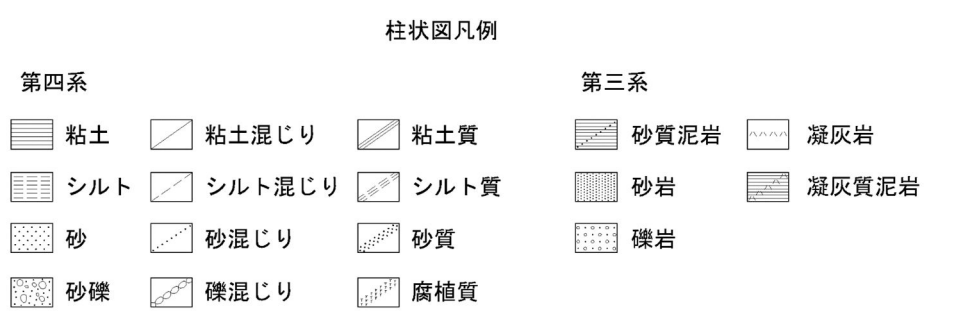 柱状図凡例
第四系 第三系
粘土 粘土混じり 粘土質 砂質泥岩 凝灰岩
シルト シルト混じり シルト質 砂岩 凝灰質泥岩
砂 砂混じり 砂質 礫岩
砂礫 礫混じり 腐植質